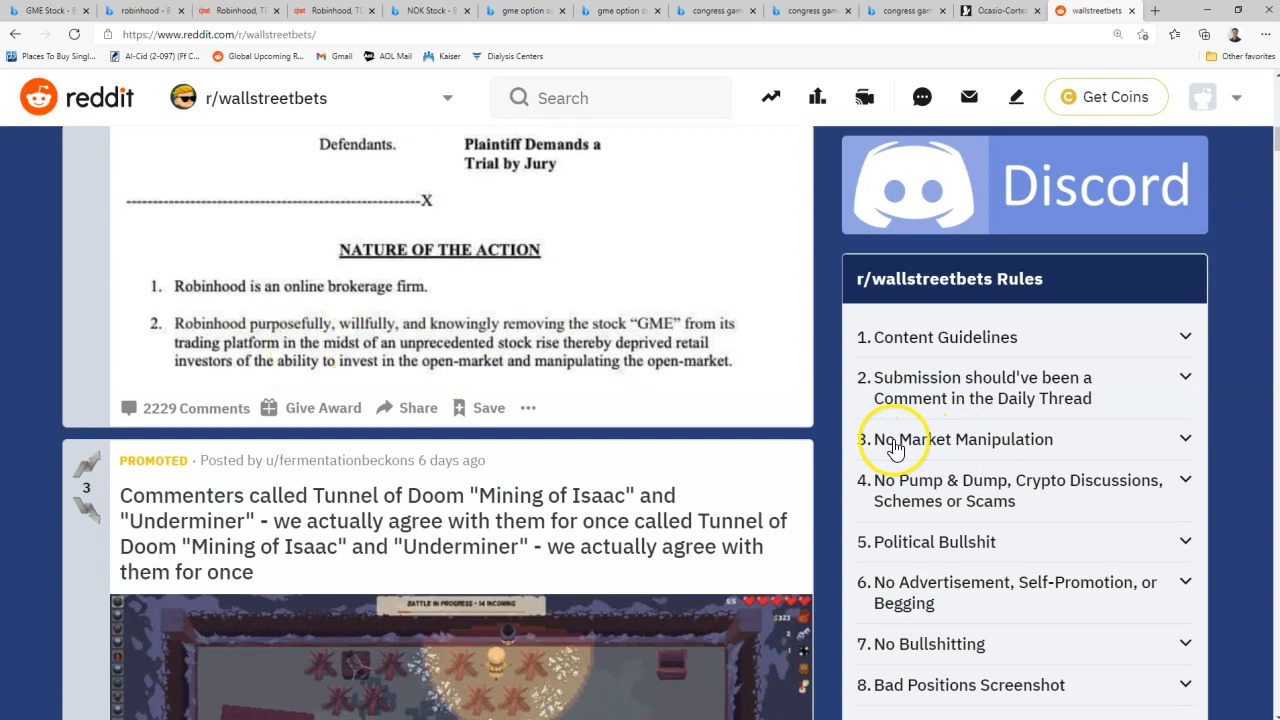 GME Stock - B
robinhood - B
Robinhood, T
Robinhood, T
NOK Stock - B
gme option o
gme option o
congress gam
congress gam
Ocasio-Cortez
wallstreetbets
https://www.reddit.com/r/wallstreetbets/
Places To Buy Singl...
Al-Cid (2-097) (Ff C...
Global Upcoming R...
Gmail
AOL Mail
Kaiser
Dialysis Centers
Other favorites
reddit
r/wallstreetbets
Search
Get Coins
Defendants.
Plaintiff Demands a
Trial by Jury
-----------------------------------------------------------X
NATURE OF THE ACTION
1. Robinhood is an online brokerage firm.
2. Robinhood purposefully, willfully, and knowingly removing the stock “GME” from its
trading platform in the midst of an unprecedented stock rise thereby deprived retail
investors of the ability to invest in the open-market and manipulating the open-market.
2229 Comments
Give Award
Share
Save
3
PROMOTED · Posted by u/fermentationbeckons 6 days ago
Commenters called Tunnel of Doom "Mining of Isaac" and
"Underminer" - we actually agree with them for once called Tunnel of
Doom "Mining of Isaac" and "Underminer" - we actually agree with
them for once
BATTLE IN PROGRESS - 14 INCOMING
Discord
r/wallstreetbets Rules
1. Content Guidelines
2. Submission should've been a
Comment in the Daily Thread
3. No Market Manipulation
4. No Pump & Dump, Crypto Discussions,
Schemes or Scams
5. Political Bullshit
6. No Advertisement, Self-Promotion, or
Begging
7. No Bullshitting
8. Bad Positions Screenshot